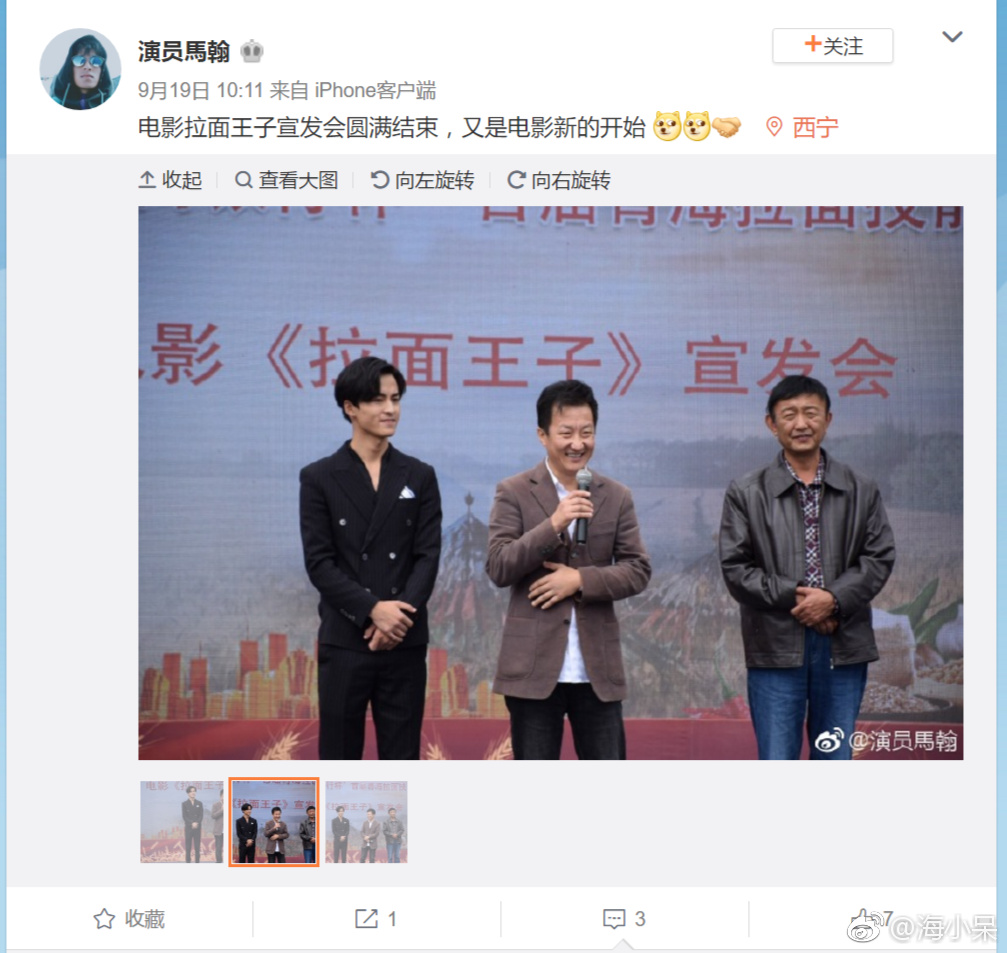 演员馬翰
+关注
9月19日 10:11 来自 iPhone客户端
电影拉面王子宣发会圆满结束，又是电影新的开始 西宁
收起 查看大图 向左旋转 向右旋转
首届青海拉面技能
电影《拉面王子》宣发会
@演员馬翰
收藏 1 3 7
@海小呆